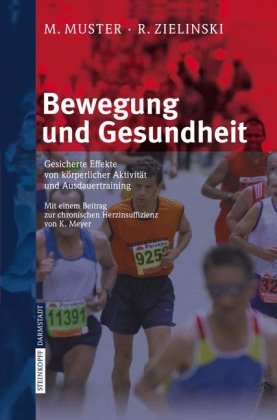 M. MUSTER · R. ZIELINSKI
Bewegung
und Gesundheit
Gesicherte Effekte
von körperlicher Aktivität
und Ausdauertraining
Mit einem Beitrag
zur chronischen Herzinsuffizienz
von K. Meyer
11391
925
STEINKOPFF
DARMSTADT